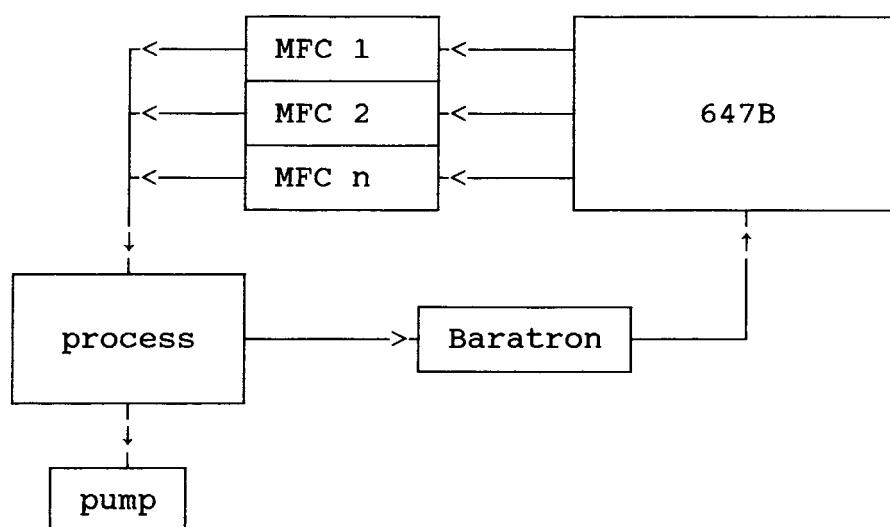 MFC 1
MFC 2
647B
MFC n
process
Baratron
pump